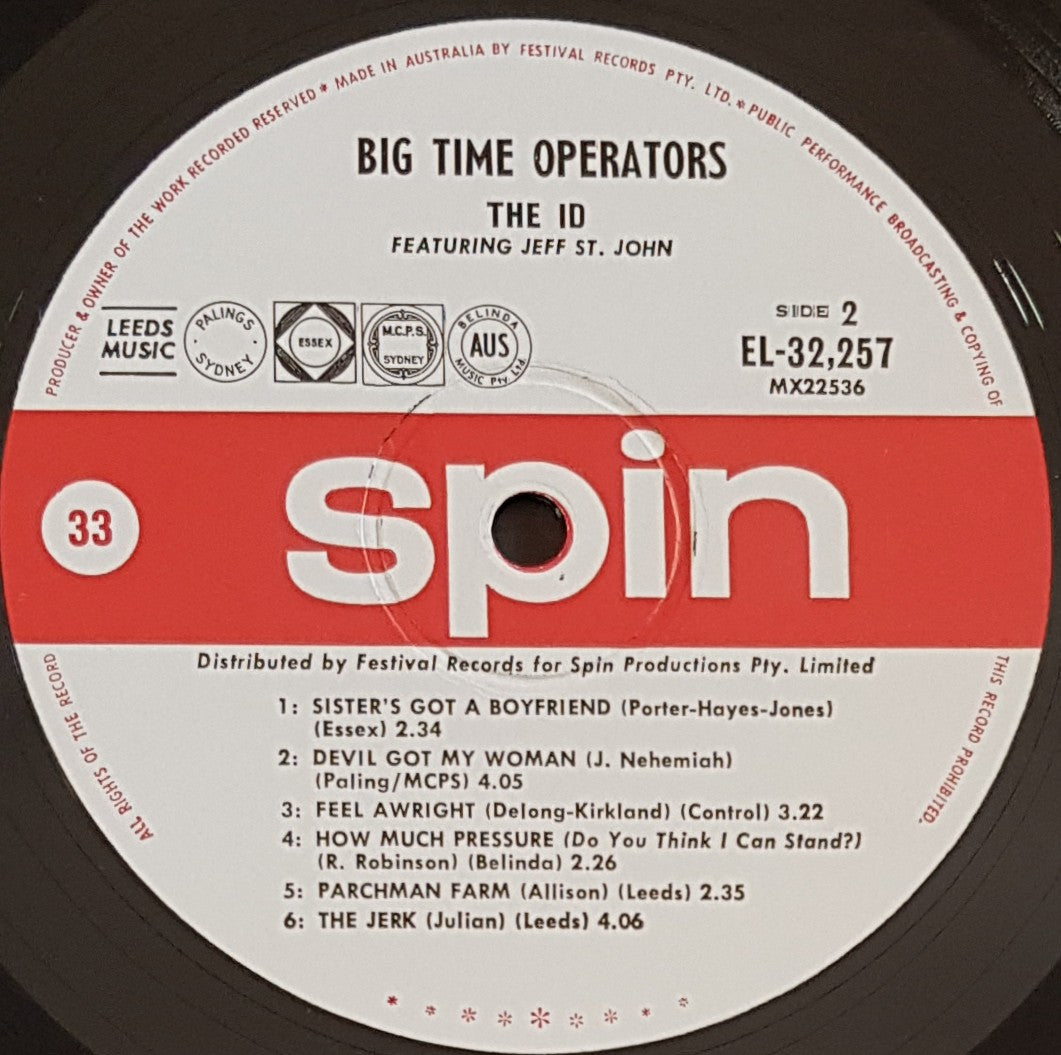 PRODUCER & OWNER OF THE WORK RECORDED RESERVED * MADE IN AUSTRALIA BY FESTIVAL RECORDS PTY. LTD. * PUBLIC PERFORMANCE BROADCASTING & COPYING OF
BIG TIME OPERATORS
THE ID
FEATURING JEFF ST. JOHN
LEEDS
MUSIC
PALINGS
SYDNEY
ESSEX
M.C.P.S.
SYDNEY
BELINDA
AUS
MUSIC Pty. Ltd.
SIDE 2
EL-32,257
MX22536
33
spin
Distributed by Festival Records for Spin Productions Pty. Limited
1: SISTER'S GOT A BOYFRIEND (Porter-Hayes-Jones)
(Essex) 2.34
2: DEVIL GOT MY WOMAN (J. Nehemiah)
(Paling/MCPS) 4.05
3: FEEL AWRIGHT (Delong-Kirkland) (Control) 3.22
4: HOW MUCH PRESSURE (Do You Think I Can Stand?)
(R. Robinson) (Belinda) 2.26
5: PARCHMAN FARM (Allison) (Leeds) 2.35
6: THE JERK (Julian) (Leeds) 4.06
ALL RIGHTS OF THE RECORD
THIS RECORD PROHIBITED.